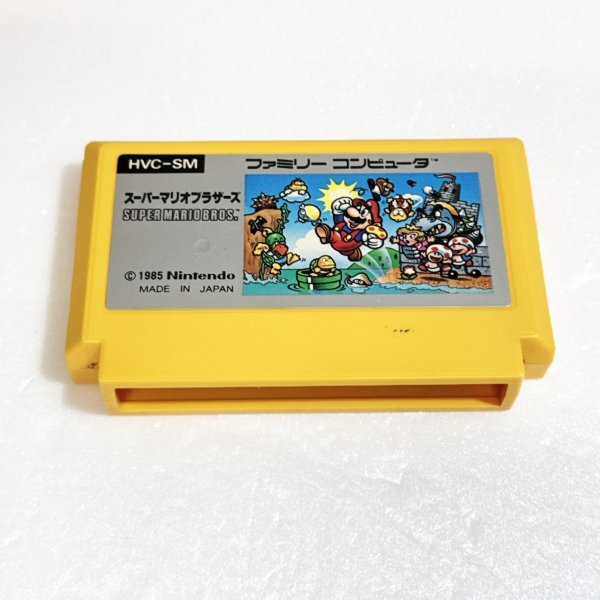 HVC-SM
ファミリー コンピュータ™
スーパーマリオブラザーズ
SUPER MARIO BROS.™
© 1985 Nintendo
MADE IN JAPAN